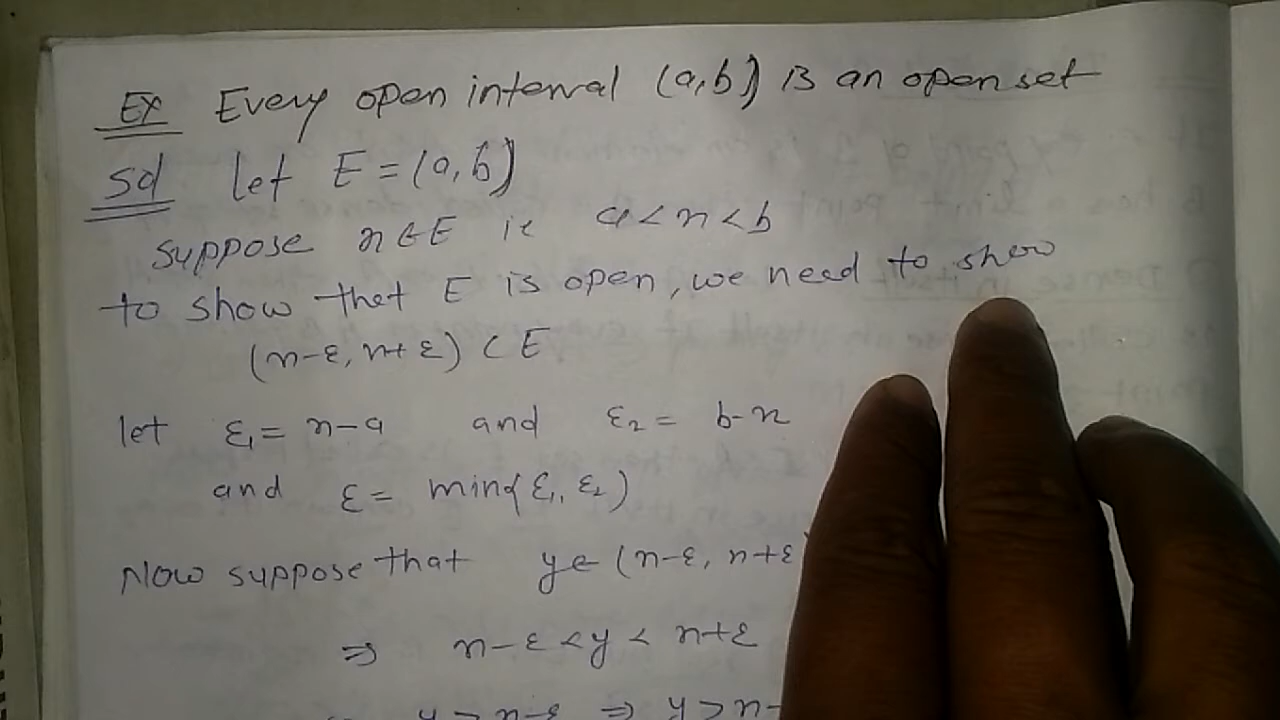 Ex Every open interval (a,b) is an open set
Sol let E = (a,b)
suppose x ∈ E ie a < x < b
to show that E is open, we need to show
(x-ε, x+ε) ⊂ E
let ε₁ = x-a and ε₂ = b-x
and ε = min{ε₁, ε₂)
Now suppose that y ∈ (x-ε, x+ε
⇒ x-ε < y < x+ε
y > x-ε ⇒ y > x-